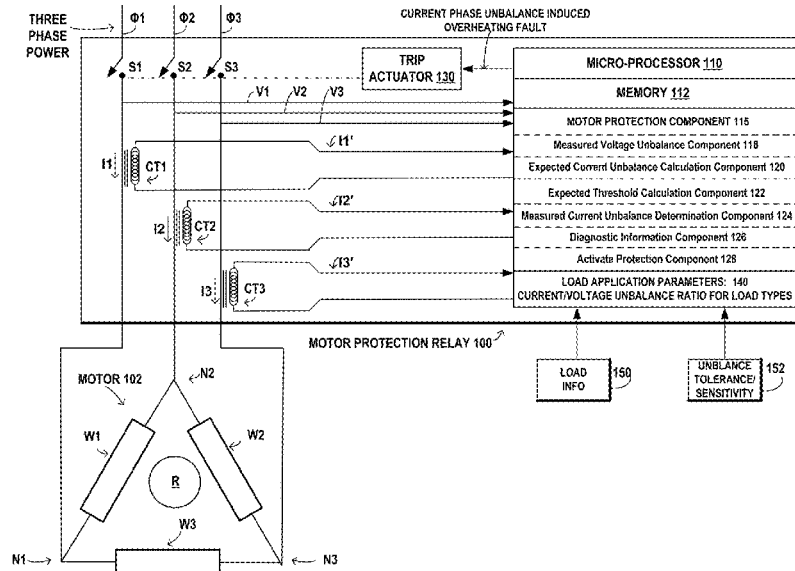 THREE
PHASE
POWER
Φ1
Φ2
Φ3
CURRENT PHASE UNBALANCE INDUCED
OVERHEATING FAULT
S1
S2
S3
TRIP
ACTUATOR 130
MICRO-PROCESSOR 110
MEMORY 112
V1
V2
V3
MOTOR PROTECTION COMPONENT 115
Measured Voltage Unbalance Component 118
Expected Current Unbalance Calculation Component 120
Expected Threshold Calculation Component 122
Measured Current Unbalance Determination Component 124
Diagnostic Information Component 126
Activate Protection Component 128
LOAD APPLICATION PARAMETERS: 140
CURRENT/VOLTAGE UNBALANCE RATIO FOR LOAD TYPES
I1
CT1
I1'
I2
CT2
I2'
I3
CT3
I3'
MOTOR PROTECTION RELAY 100
LOAD
INFO
150
UNBLANCE
TOLERANCE/
SENSITIVITY
152
MOTOR 102
N2
W1
W2
R
W3
N1
N3